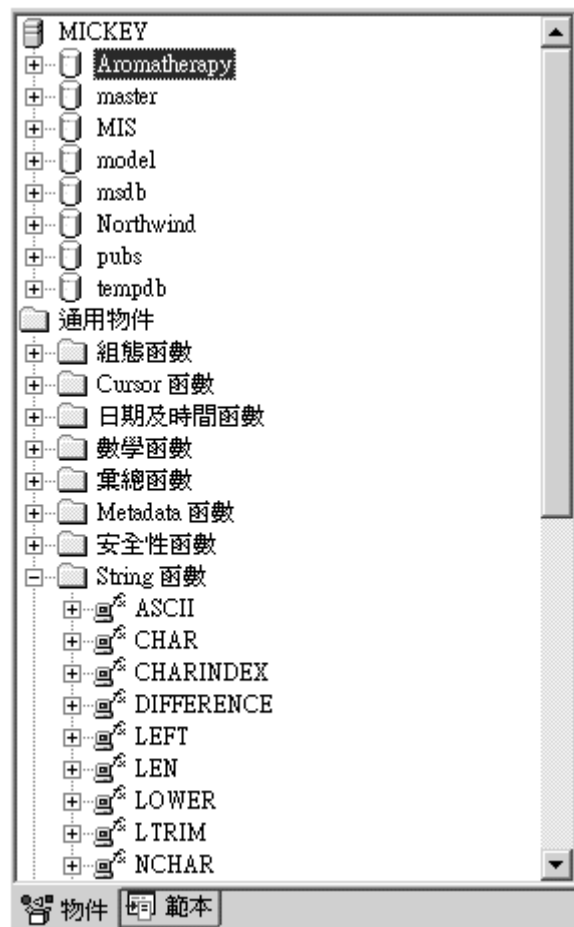 MICKEY
Aromatherapy
master
MIS
model
msdb
Northwind
pubs
tempdb
通用物件
組態函數
Cursor 函數
日期及時間函數
數學函數
彙總函數
Metadata 函數
安全性函數
String 函數
ASCII
CHAR
CHARINDEX
DIFFERENCE
LEFT
LEN
LOWER
LTRIM
NCHAR
物件 範本